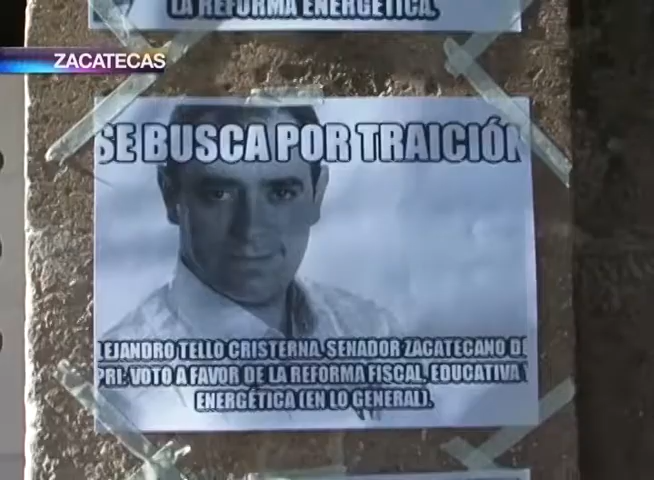 LA REFORMA ENERGÉTICA.
ZACATECAS
SE BUSCA POR TRAICIÓN
LEJANDRO TELLO CRISTERNA, SENADOR ZACATECANO DE
PRI: VOTO A FAVOR DE LA REFORMA FISCAL, EDUCATIVA Y
ENERGÉTICA (EN LO GENERAL).